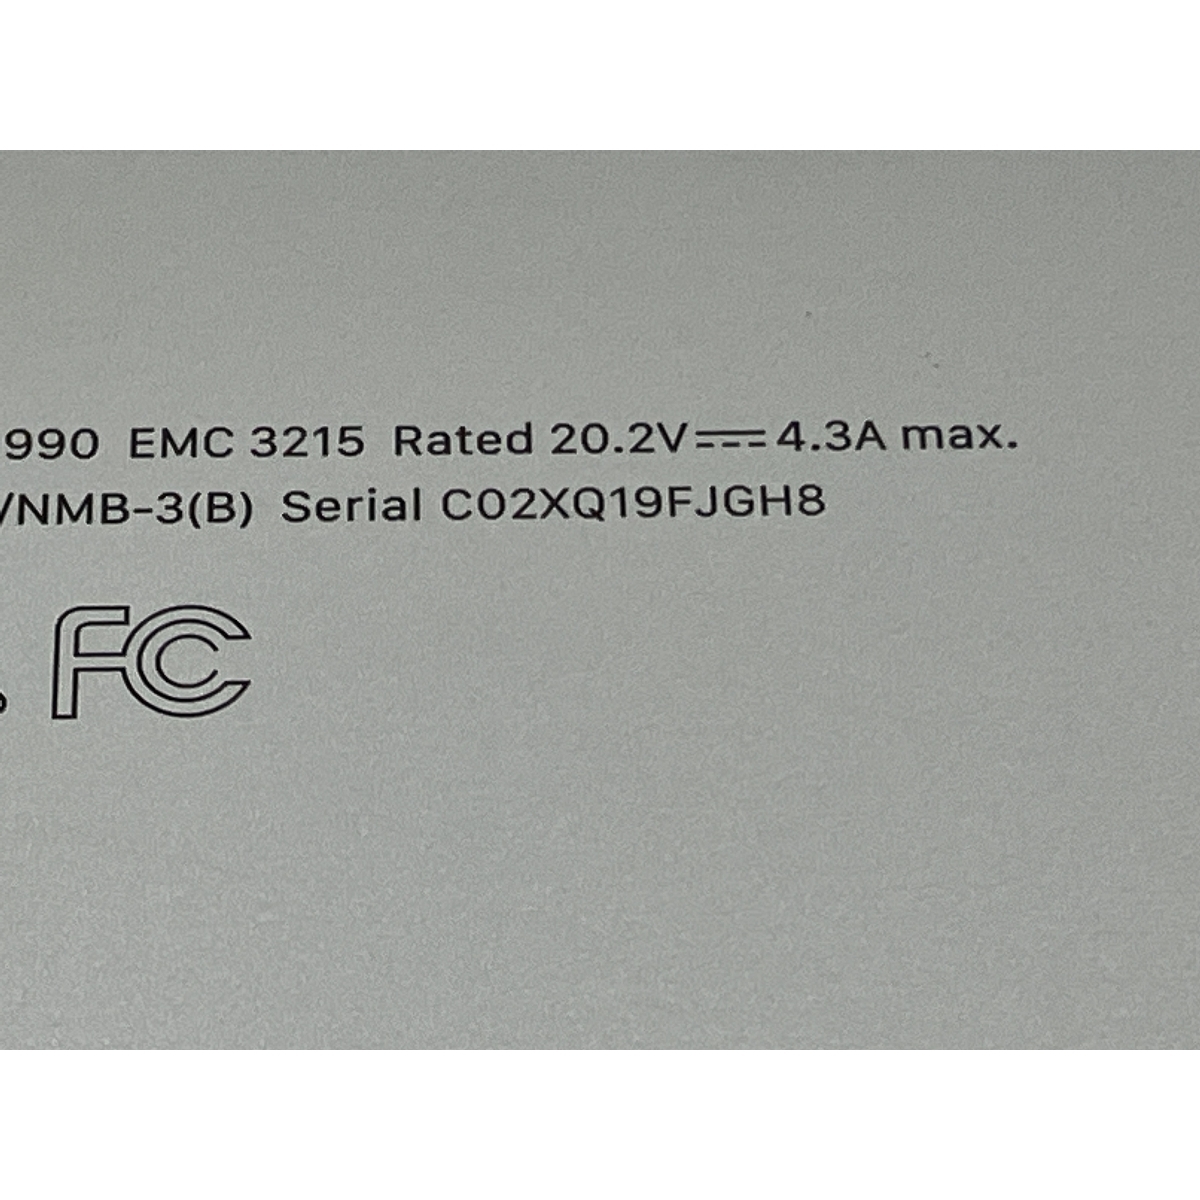 990 EMC 3215 Rated 20.2V⎓4.3A max.
/NMB-3(B) Serial C02XQ19FJGH8
FC